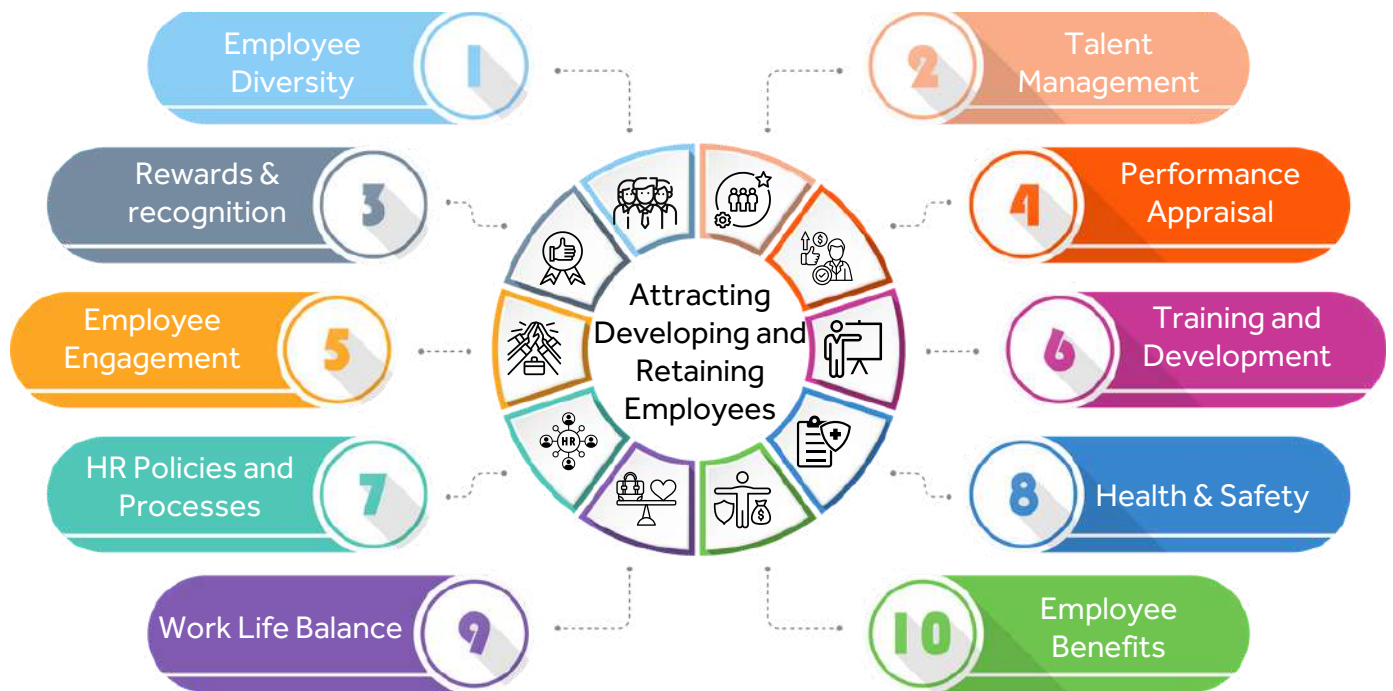 Employee
Diversity
1
2
Talent
Management
Rewards &
recognition
3
4
Performance
Appraisal
Employee
Engagement
5
6
Training and
Development
HR Policies and
Processes
7
8
Health & Safety
Work Life Balance
9
10
Employee
Benefits
Attracting
Developing and
Retaining
Employees
HR
$
$
$